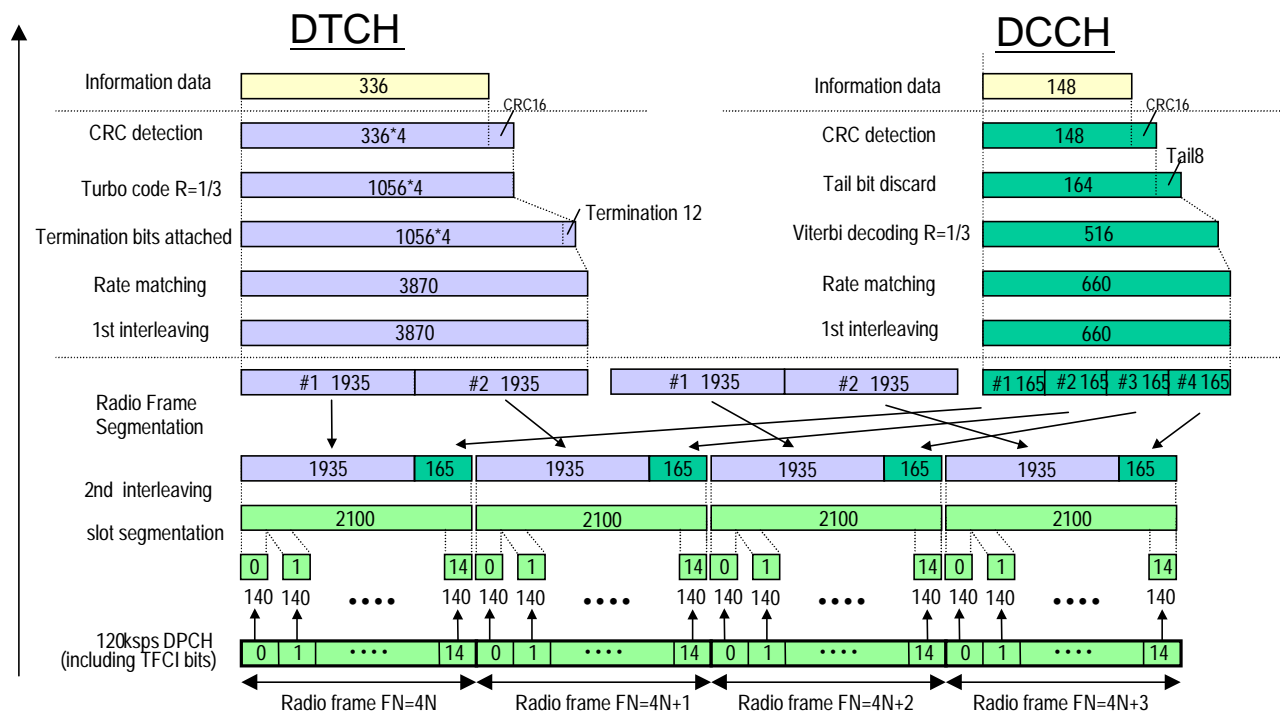 DTCH
DCCH
Information data
336
Information data
148
CRC16
CRC16
CRC detection
336*4
CRC detection
148
Tail8
Turbo code R=1/3
1056*4
Tail bit discard
164
Termination 12
Termination bits attached
1056*4
Viterbi decoding R=1/3
516
Rate matching
3870
Rate matching
660
1st interleaving
3870
1st interleaving
660
#1 1935
#2 1935
#1 1935
#2 1935
#1 165
#2 165
#3 165
#4 165
Radio Frame
Segmentation
1935
165
1935
165
1935
165
1935
165
2nd interleaving
2100
2100
2100
2100
slot segmentation
0
1
14
0
1
14
0
1
14
0
1
14
140
140
••••
140
140
140
••••
140
140
140
••••
140
140
140
••••
140
120ksps DPCH
(including TFCI bits)
0
1
••••
14
0
1
••••
14
0
1
••••
14
0
1
••••
14
Radio frame FN=4N
Radio frame FN=4N+1
Radio frame FN=4N+2
Radio frame FN=4N+3